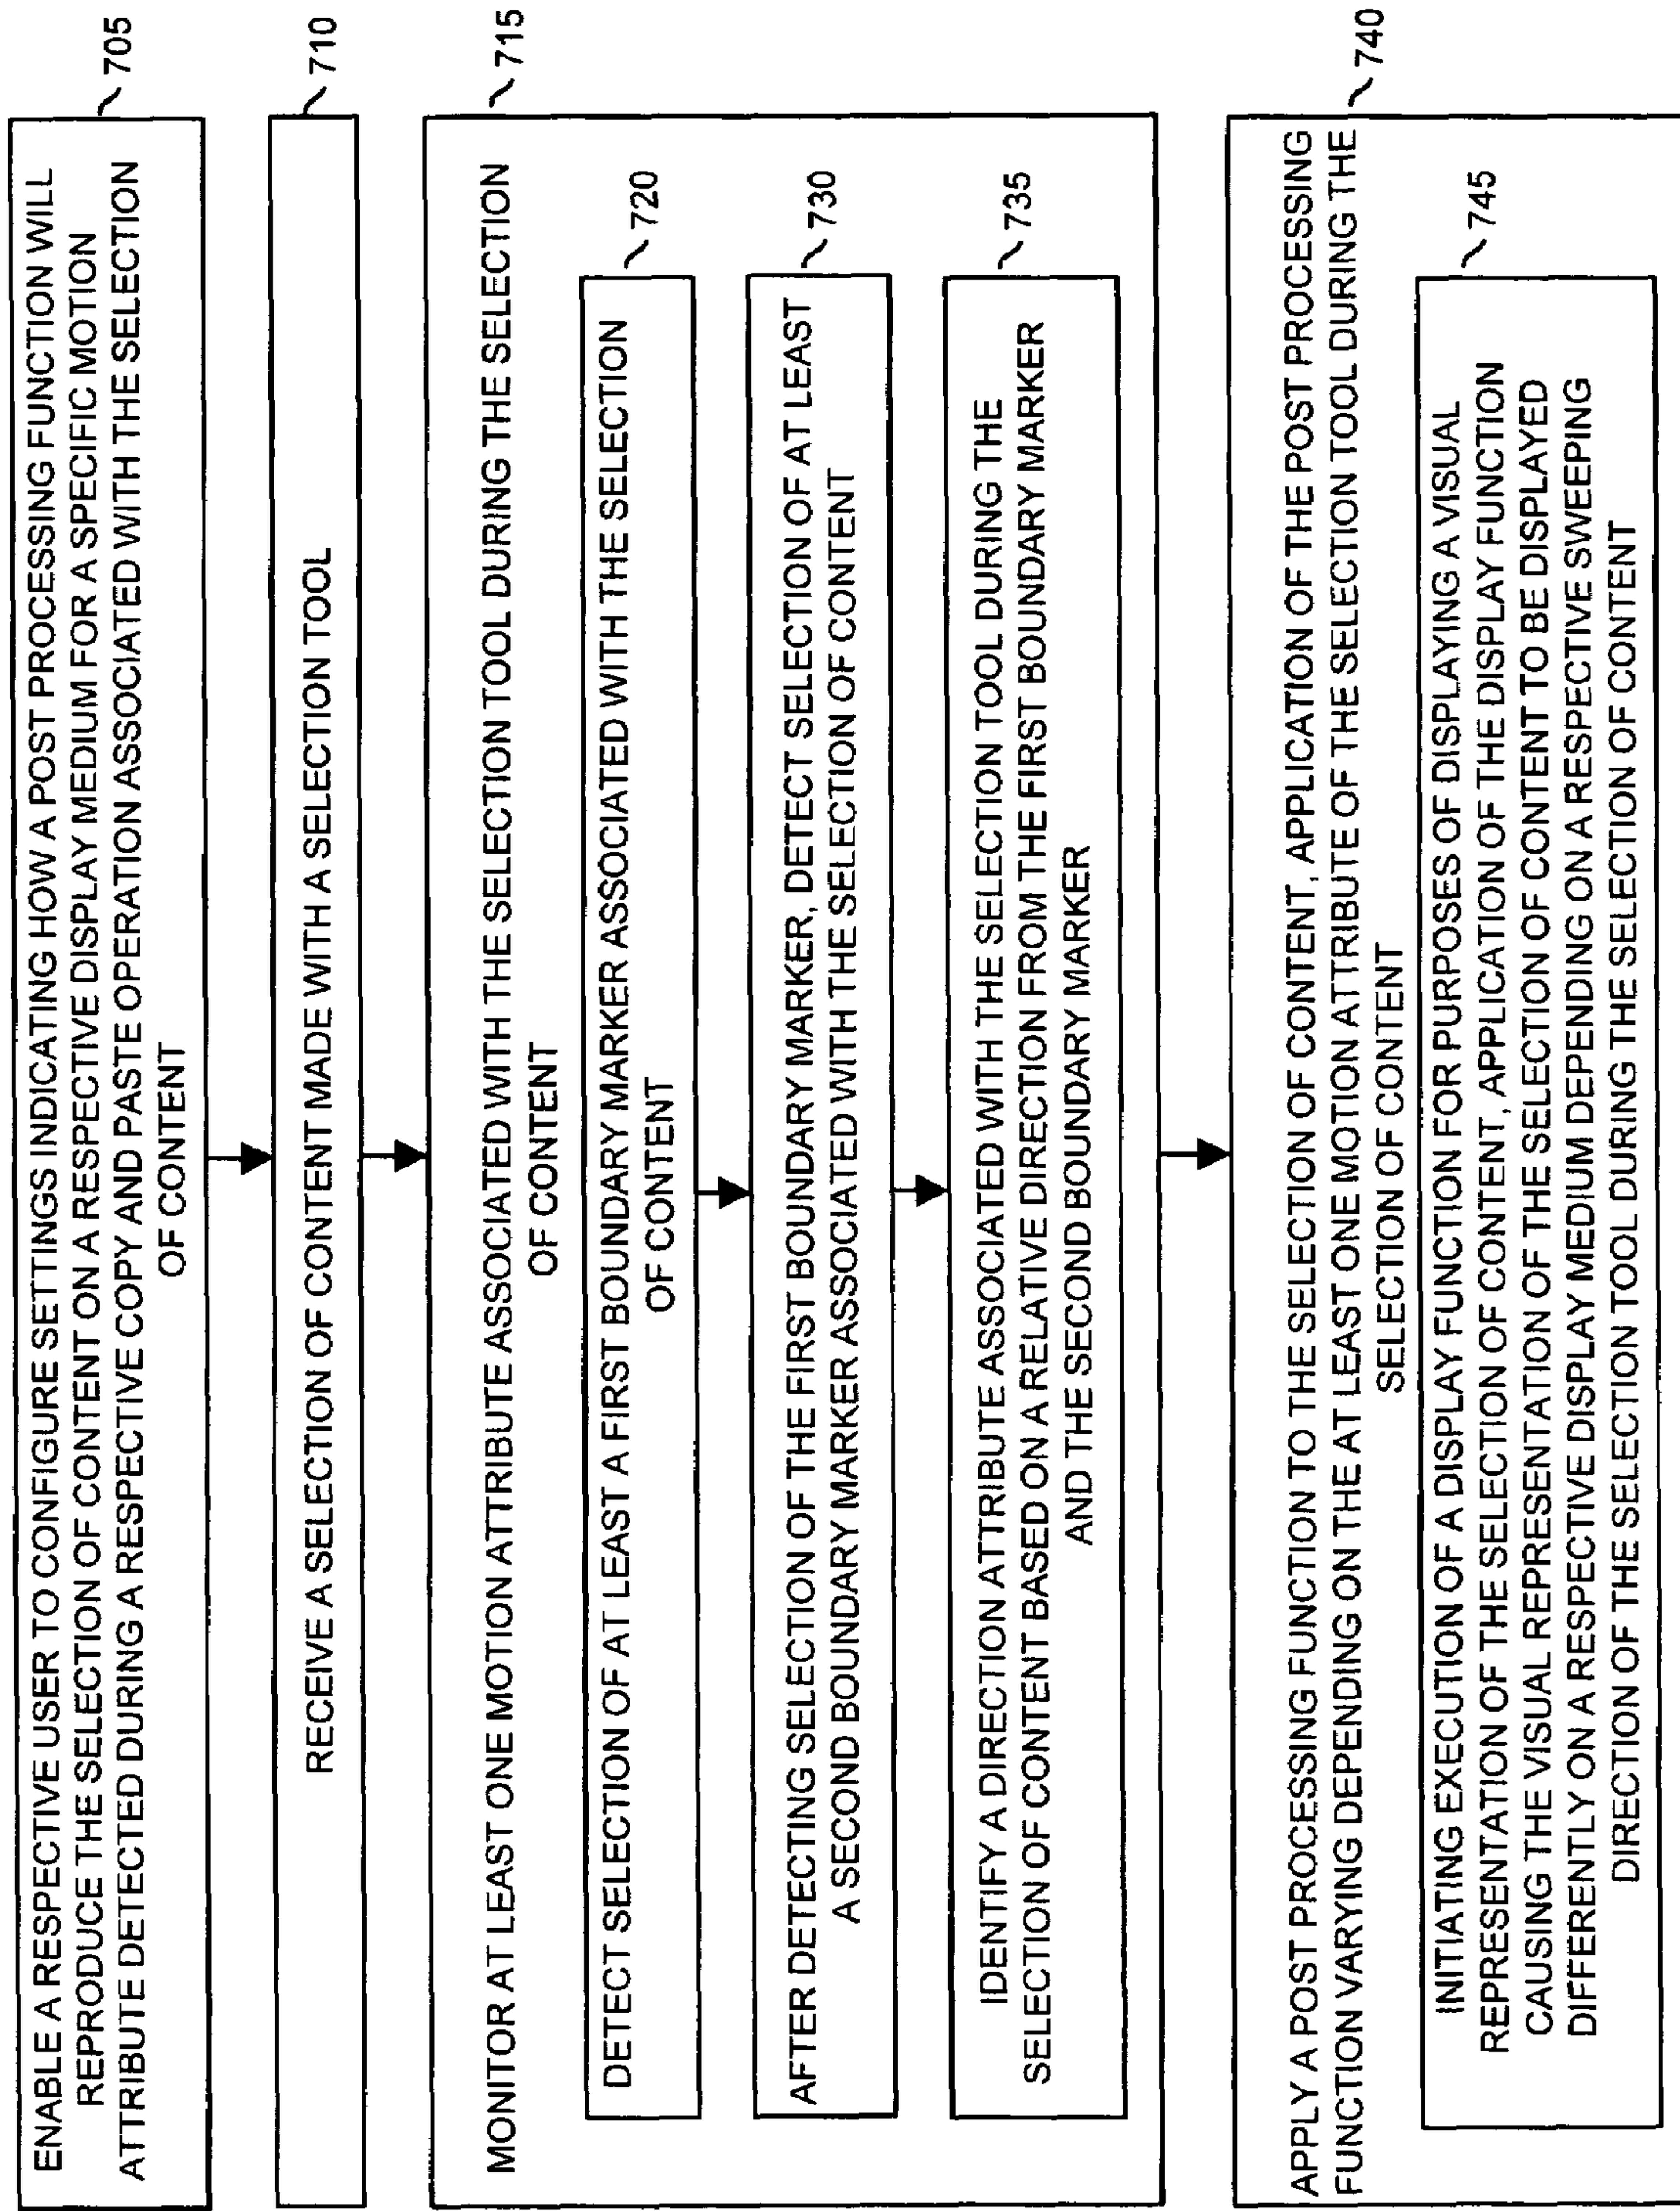 ENABLE A RESPECTIVE USER TO CONFIGURE SETTINGS INDICATING HOW A POST PROCESSING FUNCTION WILL
REPRODUCE THE SELECTION OF CONTENT ON A RESPECTIVE DISPLAY MEDIUM FOR A SPECIFIC MOTION
ATTRIBUTE DETECTED DURING A RESPECTIVE COPY AND PASTE OPERATION ASSOCIATED WITH THE SELECTION
OF CONTENT
705
RECEIVE A SELECTION OF CONTENT MADE WITH A SELECTION TOOL
710
MONITOR AT LEAST ONE MOTION ATTRIBUTE ASSOCIATED WITH THE SELECTION TOOL DURING THE SELECTION
OF CONTENT
715
DETECT SELECTION OF AT LEAST A FIRST BOUNDARY MARKER ASSOCIATED WITH THE SELECTION
OF CONTENT
720
AFTER DETECTING SELECTION OF THE FIRST BOUNDARY MARKER, DETECT SELECTION OF AT LEAST
A SECOND BOUNDARY MARKER ASSOCIATED WITH THE SELECTION OF CONTENT
730
IDENTIFY A DIRECTION ATTRIBUTE ASSOCIATED WITH THE SELECTION TOOL DURING THE
SELECTION OF CONTENT BASED ON A RELATIVE DIRECTION FROM THE FIRST BOUNDARY MARKER
AND THE SECOND BOUNDARY MARKER
735
APPLY A POST PROCESSING FUNCTION TO THE SELECTION OF CONTENT, APPLICATION OF THE POST PROCESSING
FUNCTION VARYING DEPENDING ON THE AT LEAST ONE MOTION ATTRIBUTE OF THE SELECTION TOOL DURING THE
SELECTION OF CONTENT
740
INITIATING EXECUTION OF A DISPLAY FUNCTION FOR PURPOSES OF DISPLAYING A VISUAL
REPRESENTATION OF THE SELECTION OF CONTENT, APPLICATION OF THE DISPLAY FUNCTION
CAUSING THE VISUAL REPRESENTATION OF THE SELECTION OF CONTENT TO BE DISPLAYED
DIFFERENTLY ON A RESPECTIVE DISPLAY MEDIUM DEPENDING ON A RESPECTIVE SWEEPING
DIRECTION OF THE SELECTION TOOL DURING THE SELECTION OF CONTENT
745